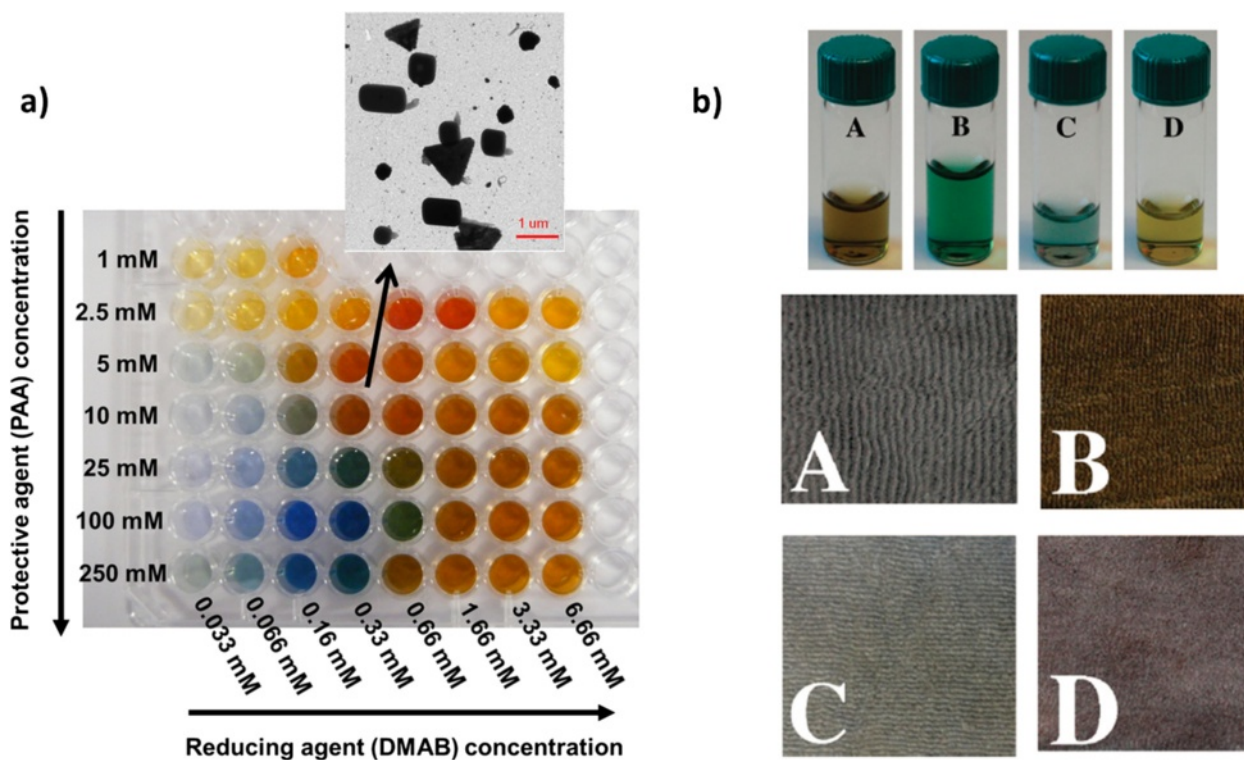 a)
1 um
Protective agent (PAA) concentration
1 mM
2.5 mM
5 mM
10 mM
25 mM
100 mM
250 mM
0.033 mM
0.066 mM
0.16 mM
0.33 mM
0.66 mM
1.66 mM
3.33 mM
6.66 mM
Reducing agent (DMAB) concentration
b)
A
B
C
D
A
B
C
D